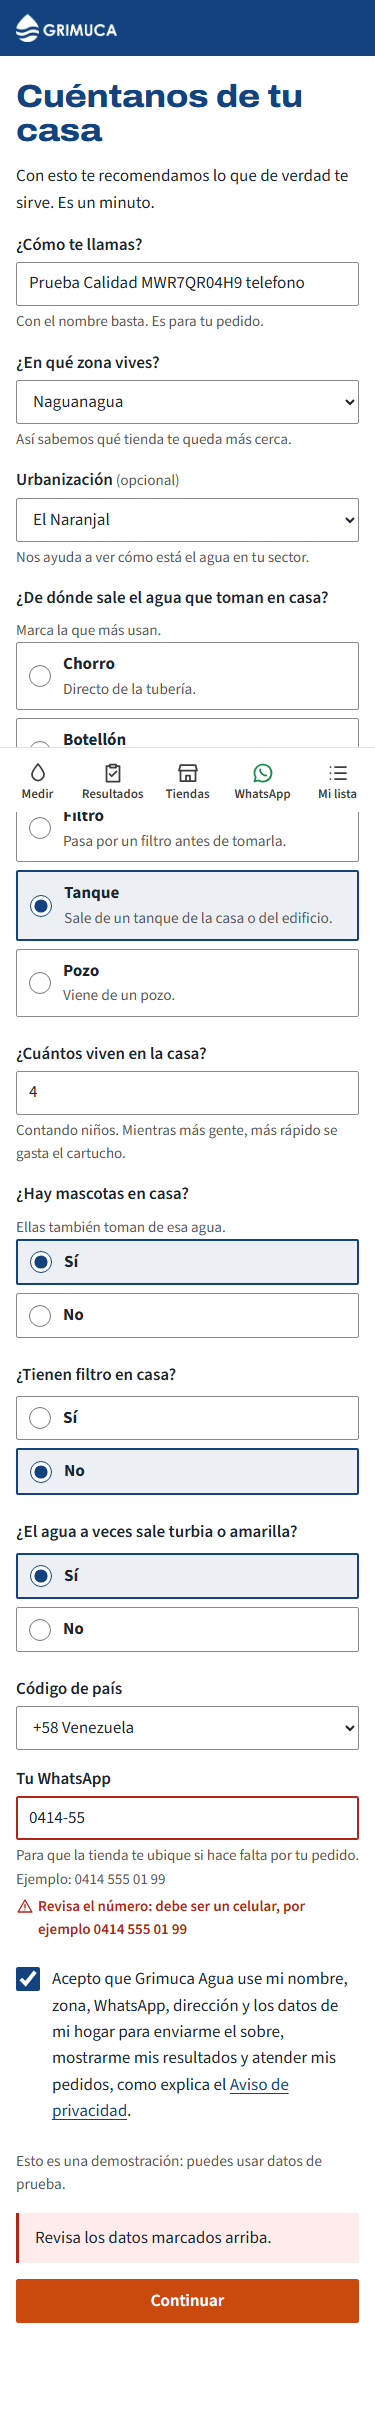 GRIMUCA
Cuéntanos de tu
casa
Con esto te recomendamos lo que de verdad te
sirve. Es un minuto.
¿Cómo te llamas?
Prueba Calidad MWR7QR04H9 telefono
Con el nombre basta. Es para tu pedido.
¿En qué zona vives?
Naguanagua
Así sabemos qué tienda te queda más cerca.
Urbanización (opcional)
El Naranjal
Nos ayuda a ver cómo está el agua en tu sector.
¿De dónde sale el agua que toman en casa?
Marca la que más usan.
Chorro
Directo de la tubería.
Botellón
Medir Resultados Tiendas WhatsApp Mi lista
Filtro
Pasa por un filtro antes de tomarla.
Tanque
Sale de un tanque de la casa o del edificio.
Pozo
Viene de un pozo.
¿Cuántos viven en la casa?
4
Contando niños. Mientras más gente, más rápido se
gasta el cartucho.
¿Hay mascotas en casa?
Ellas también toman de esa agua.
Sí
No
¿Tienen filtro en casa?
Sí
No
¿El agua a veces sale turbia o amarilla?
Sí
No
Código de país
+58 Venezuela
Tu WhatsApp
0414-55
Para que la tienda te ubique si hace falta por tu pedido.
Ejemplo: 0414 555 01 99
Revisa el número: debe ser un celular, por
ejemplo 0414 555 01 99
Acepto que Grimuca Agua use mi nombre,
zona, WhatsApp, dirección y los datos de
mi hogar para enviarme el sobre,
mostrarme mis resultados y atender mis
pedidos, como explica el Aviso de
privacidad.
Esto es una demostración: puedes usar datos de
prueba.
Revisa los datos marcados arriba.
Continuar